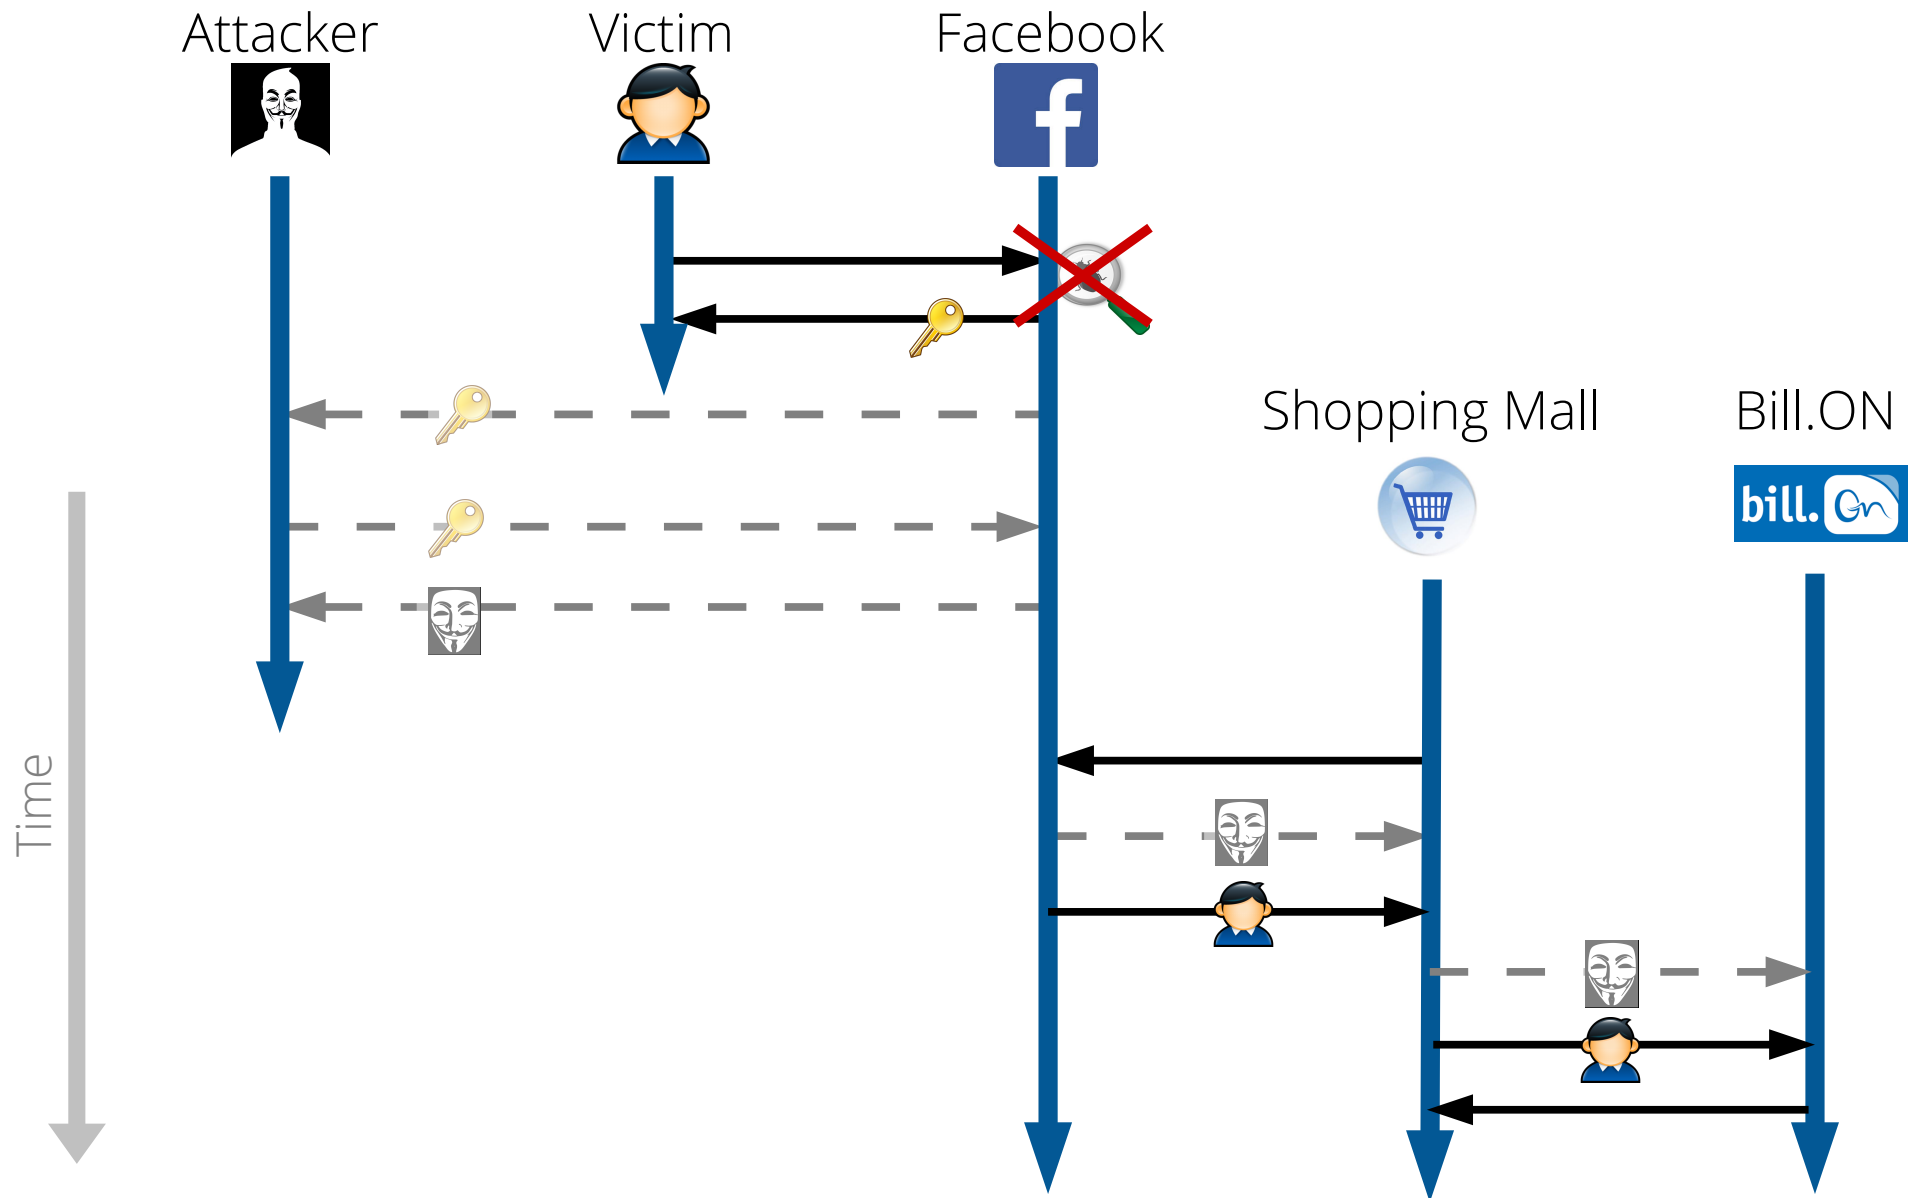 Attacker
Victim
Facebook
f
Shopping Mall
Bill.ON
bill.On
Time